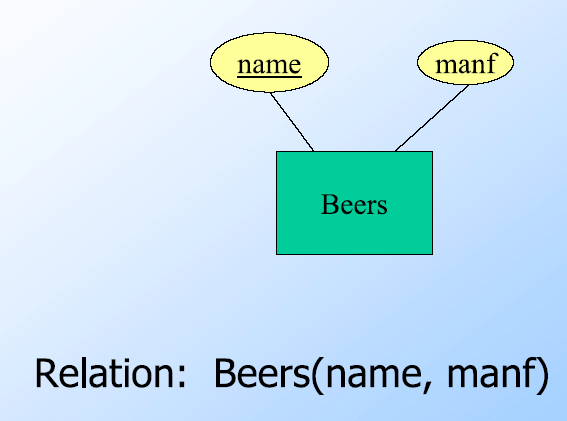 name manf
Beers
Relation: Beers(name, manf)